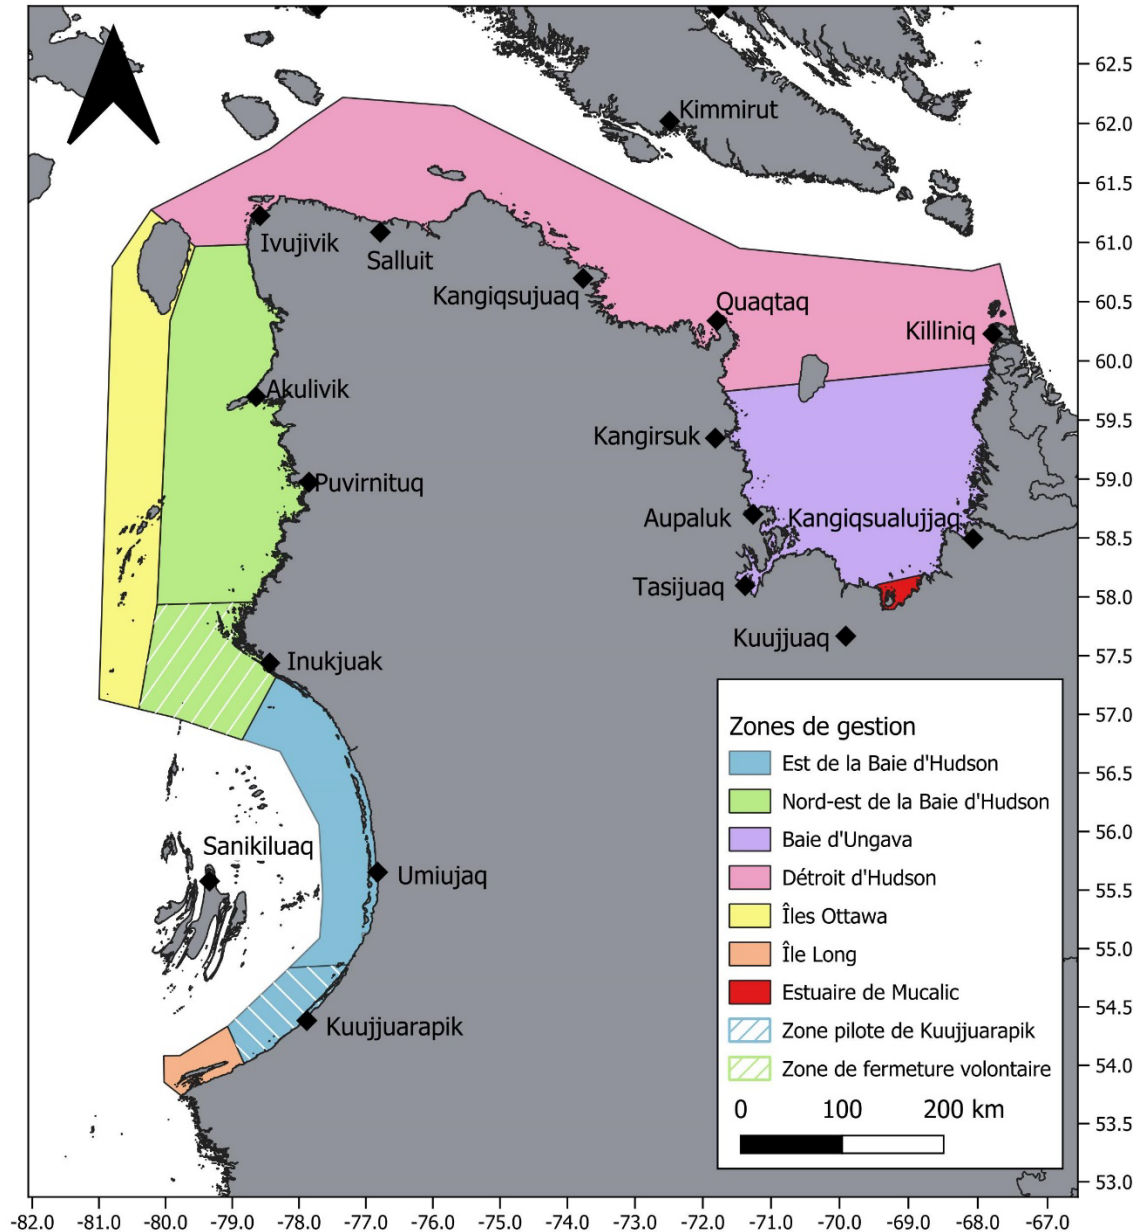 Kimmirut
Ivujivik
Salluit
Kangiqsujuaq
Quaqtaq
Killiniq
Akulivik
Kangirsuk
Puvirnituq
Aupaluk
Kangiqsualujjaq
Tasijuaq
Kuujjuaq
Inukjuak
Sanikiluaq
Umiujaq
Kuujjuarapik
Zones de gestion
Est de la Baie d'Hudson
Nord-est de la Baie d'Hudson
Baie d'Ungava
Détroit d'Hudson
Îles Ottawa
Île Long
Estuaire de Mucalic
Zone pilote de Kuujjuarapik
Zone de fermeture volontaire
0 100 200 km
62.5
62.0
61.5
61.0
60.5
60.0
59.5
59.0
58.5
58.0
57.5
57.0
56.5
56.0
55.5
55.0
54.5
54.0
53.5
53.0
-82.0 -81.0 -80.0 -79.0 -78.0 -77.0 -76.0 -75.0 -74.0 -73.0 -72.0 -71.0 -70.0 -69.0 -68.0 -67.0